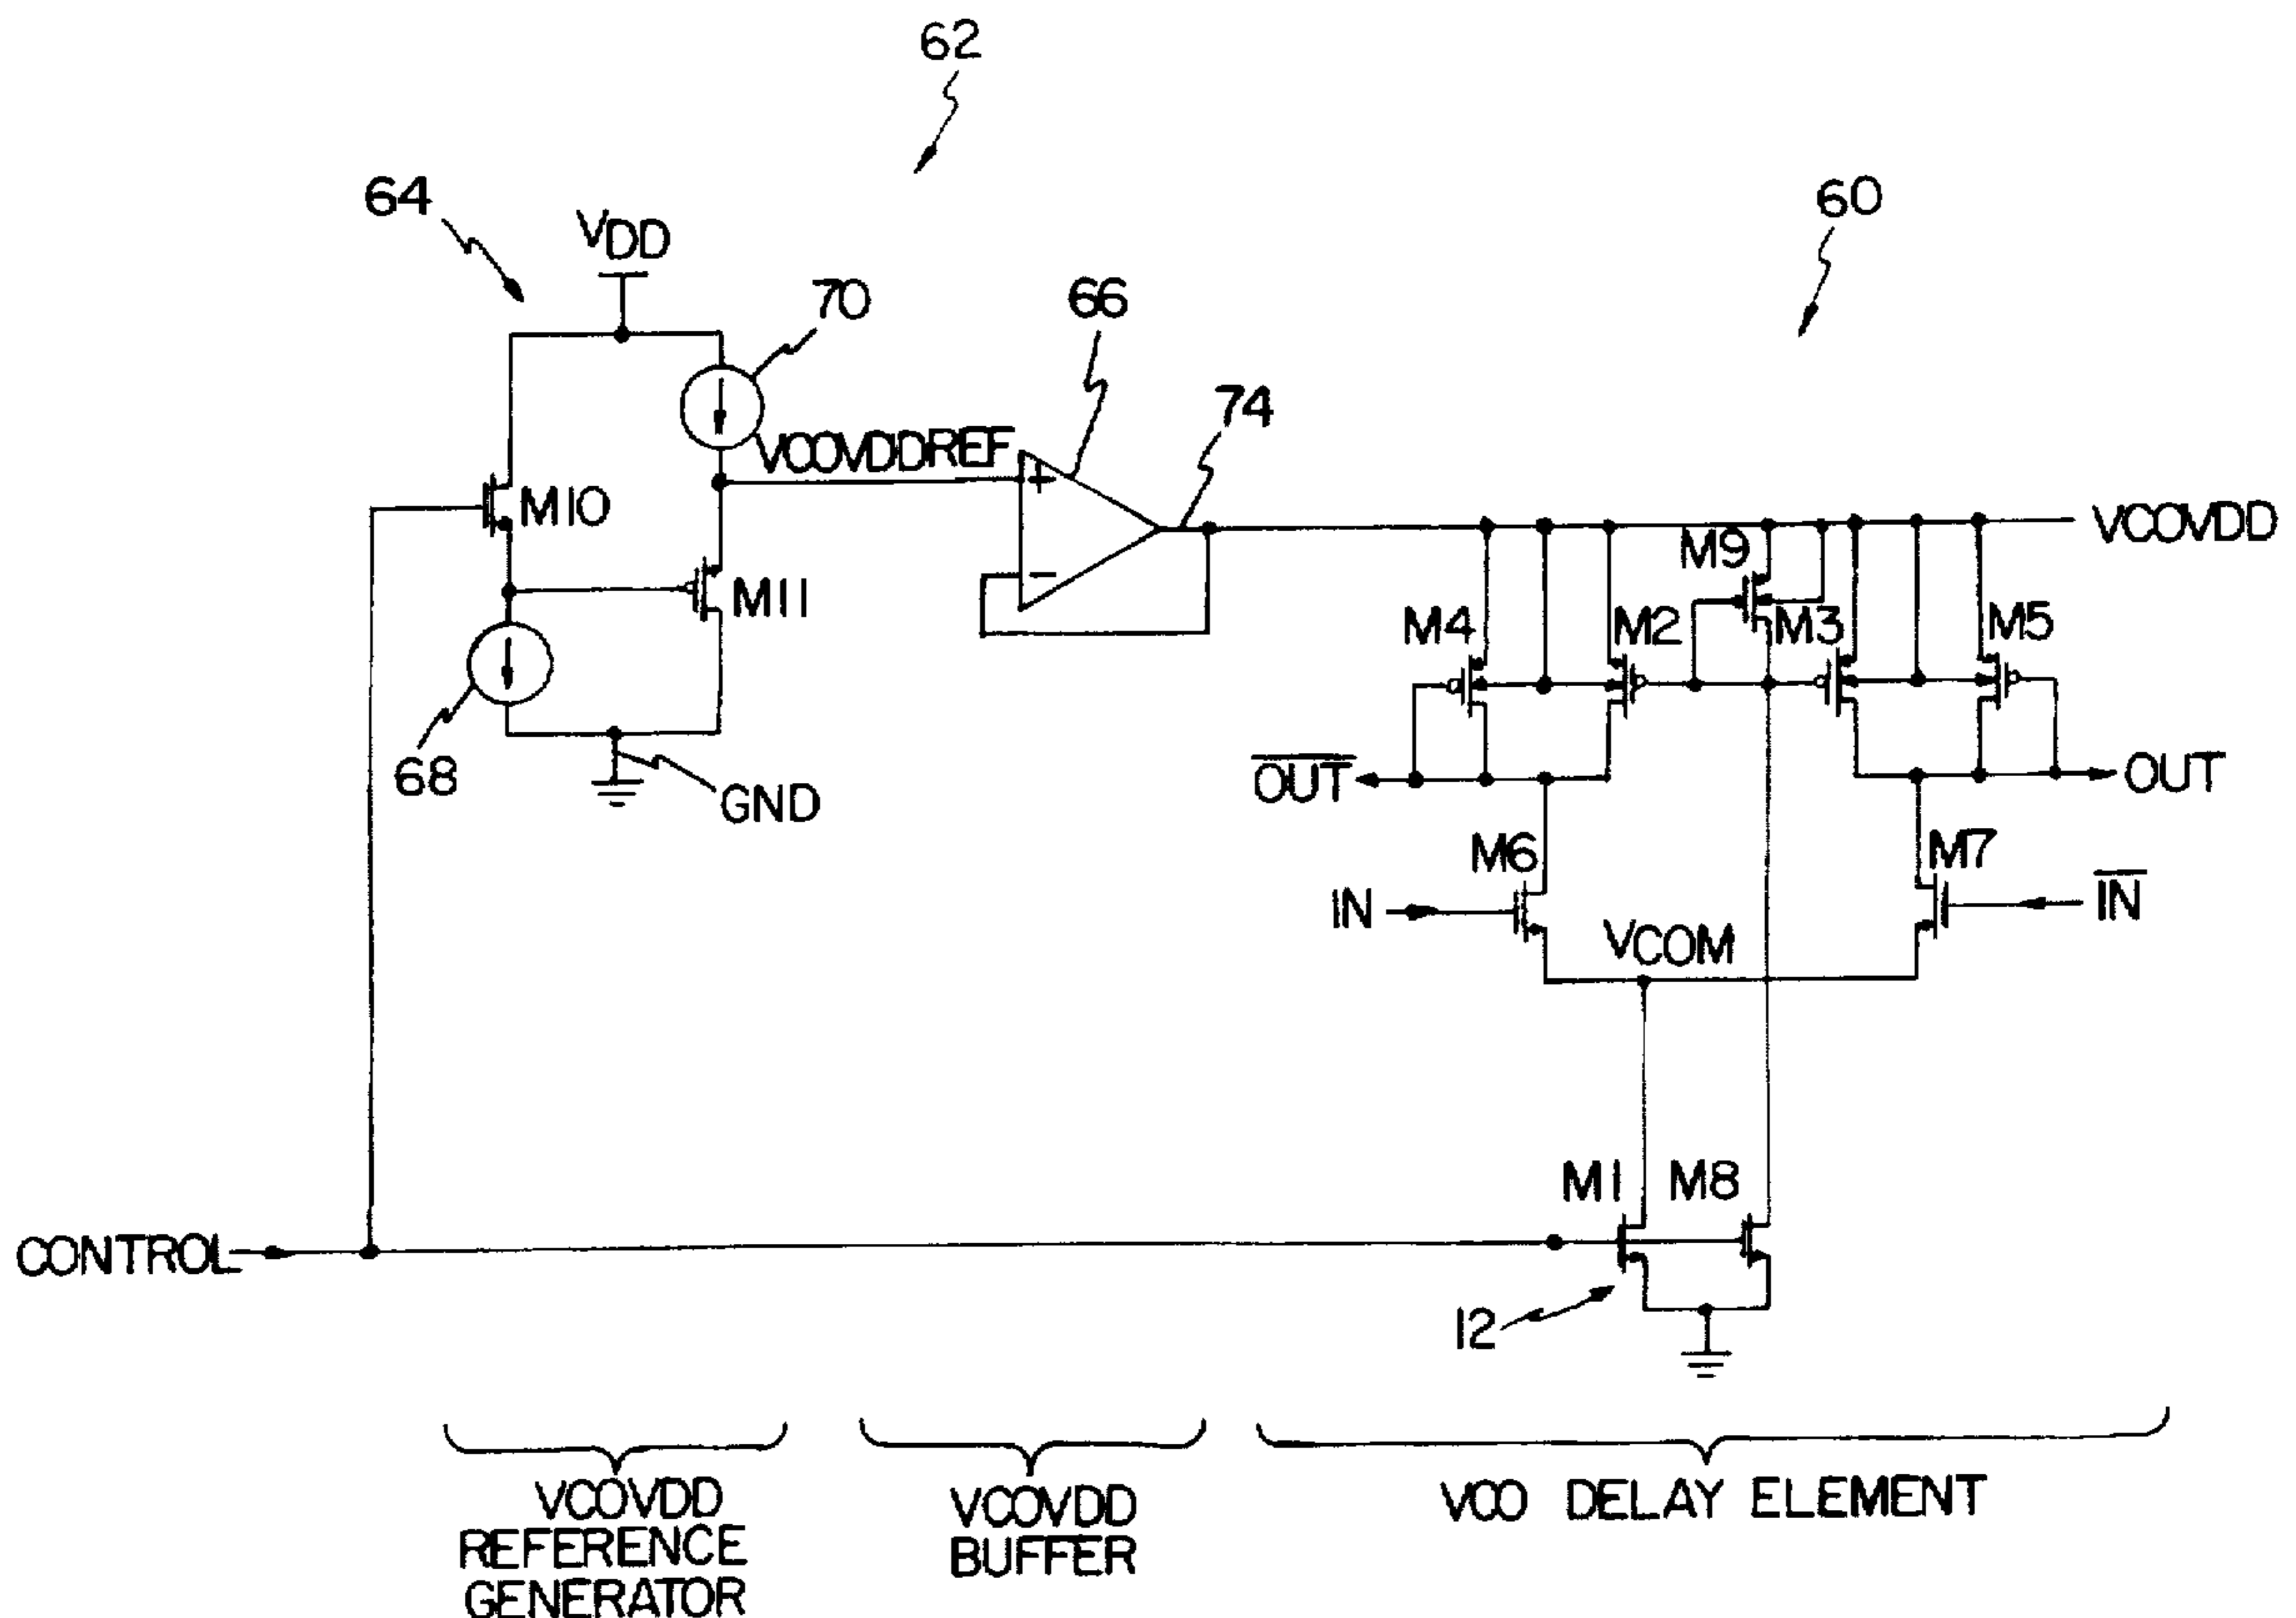 62
64
VDD
60
70
66
VCOVDDREF
74
+
M10
VCOVDD
M9
M11
−
M4
M2
M3
M5
68
GND
OUT
OUT
M6
M7
IN
VCOM
IN
M1
M8
CONTROL
12
VCOVDD
REFERENCE
GENERATOR
VCOVDD
BUFFER
VCO DELAY ELEMENT